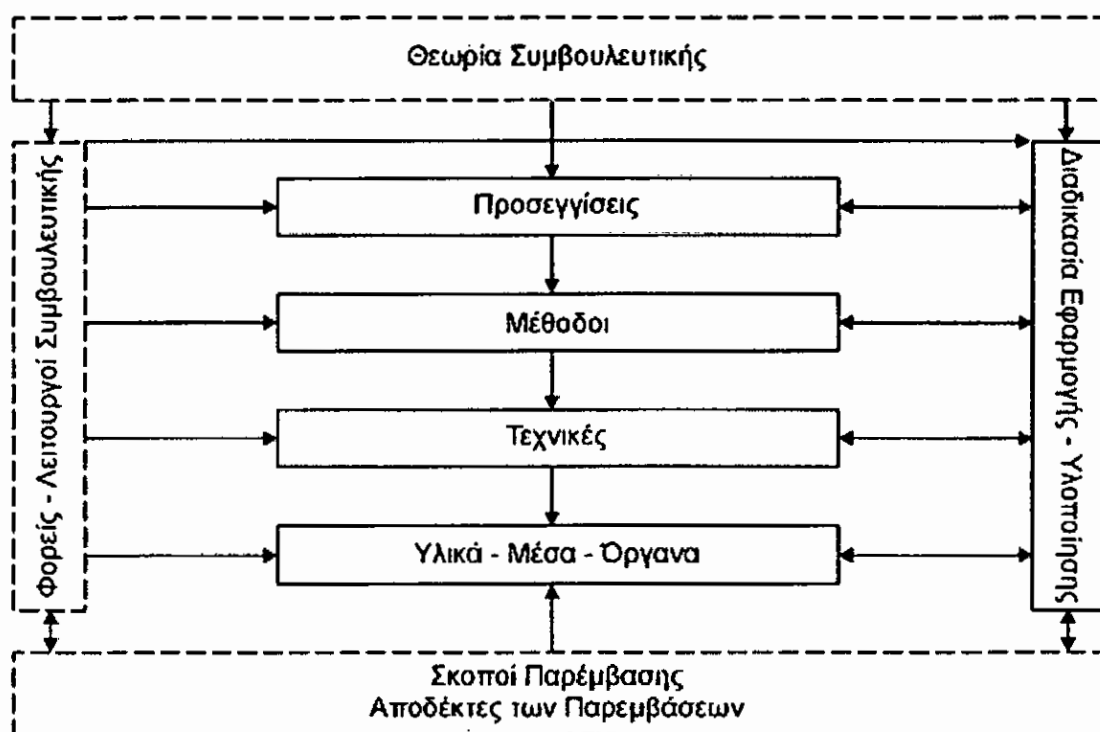 Θεωρία Συμβουλευτικής
Φορείς - Λειτουργοί Συμβουλευτικής
Προσεγγίσεις
Μέθοδοι
Τεχνικές
Υλικά - Μέσα - Όργανα
Διαδικασία Εφαρμογής - Υλοποίησης
Σκοποί Παρέμβασης
Αποδέκτες των Παρεμβάσεων